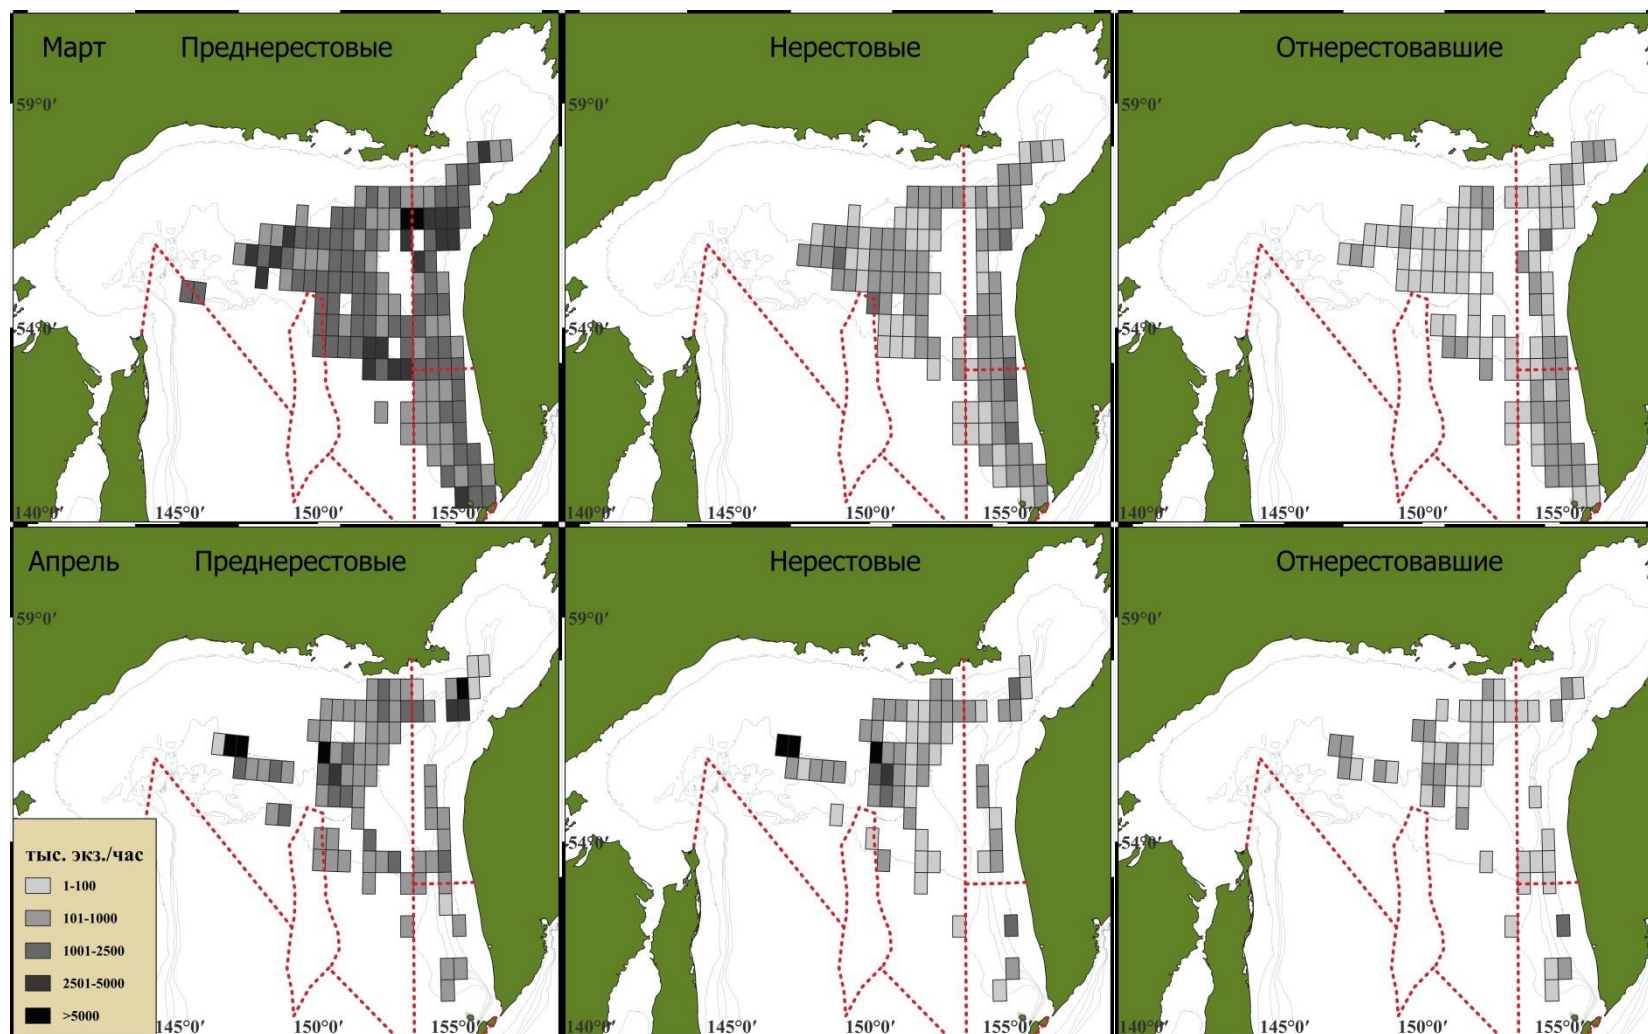 Март Преднерестовые
59°0′
54°0′
140°0′ 145°0′ 150°0′ 155°0′
Нерестовые
59°0′
54°0′
140°0′ 145°0′ 150°0′ 155°0′
Отнерестовавшие
59°0′
54°0′
140°0′ 145°0′ 150°0′ 155°0′
Апрель Преднерестовые
59°0′
54°0′
145°0′ 150°0′ 155°0′
тыс. экз./час
1-100
101-1000
1001-2500
2501-5000
>5000
Нерестовые
59°0′
54°0′
140°0′ 145°0′ 150°0′ 155°0′
Отнерестовавшие
59°0′
54°0′
140°0′ 145°0′ 150°0′ 155°0′